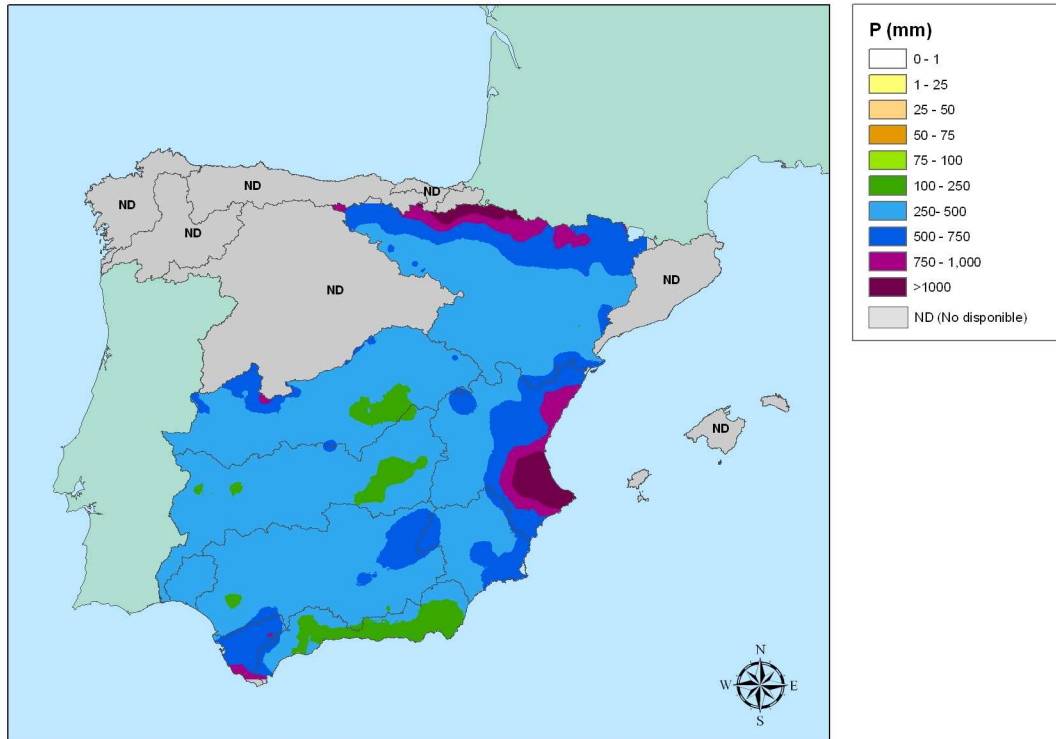 P (mm)
0 - 1
1 - 25
25 - 50
50 - 75
75 - 100
100 - 250
250- 500
500 - 750
750 - 1,000
>1000
ND (No disponible)
ND
ND
ND
ND
ND
ND
ND
N
W E
S